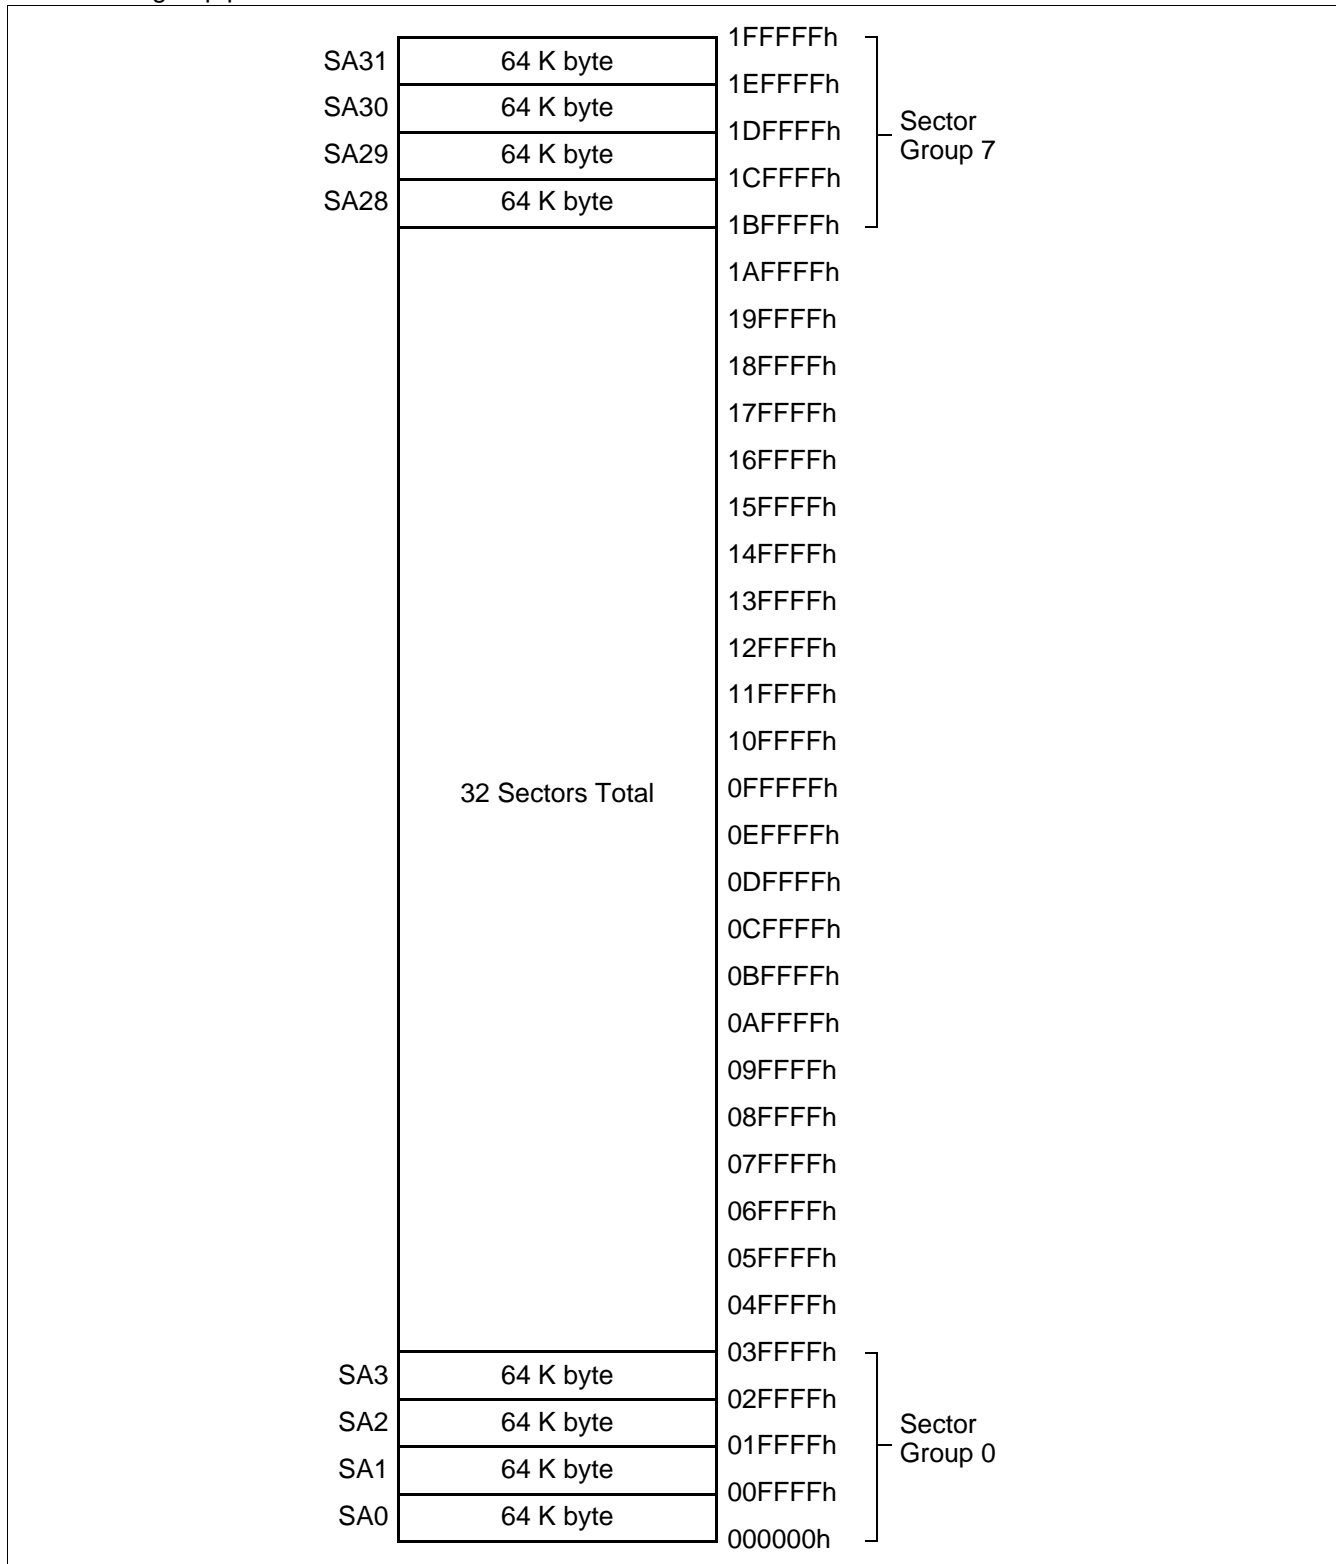 1FFFFFh
SA31 64 K byte
1EFFFFh
SA30 64 K byte
1DFFFFh
Sector
Group 7
SA29 64 K byte
1CFFFFh
SA28 64 K byte
1BFFFFh
1AFFFFh
19FFFFh
18FFFFh
17FFFFh
16FFFFh
15FFFFh
14FFFFh
13FFFFh
12FFFFh
11FFFFh
10FFFFh
32 Sectors Total 0FFFFFh
0EFFFFh
0DFFFFh
0CFFFFh
0BFFFFh
0AFFFFh
09FFFFh
08FFFFh
07FFFFh
06FFFFh
05FFFFh
04FFFFh
03FFFFh
SA3 64 K byte
02FFFFh
SA2 64 K byte
01FFFFh
Sector
Group 0
SA1 64 K byte
00FFFFh
SA0 64 K byte
000000h